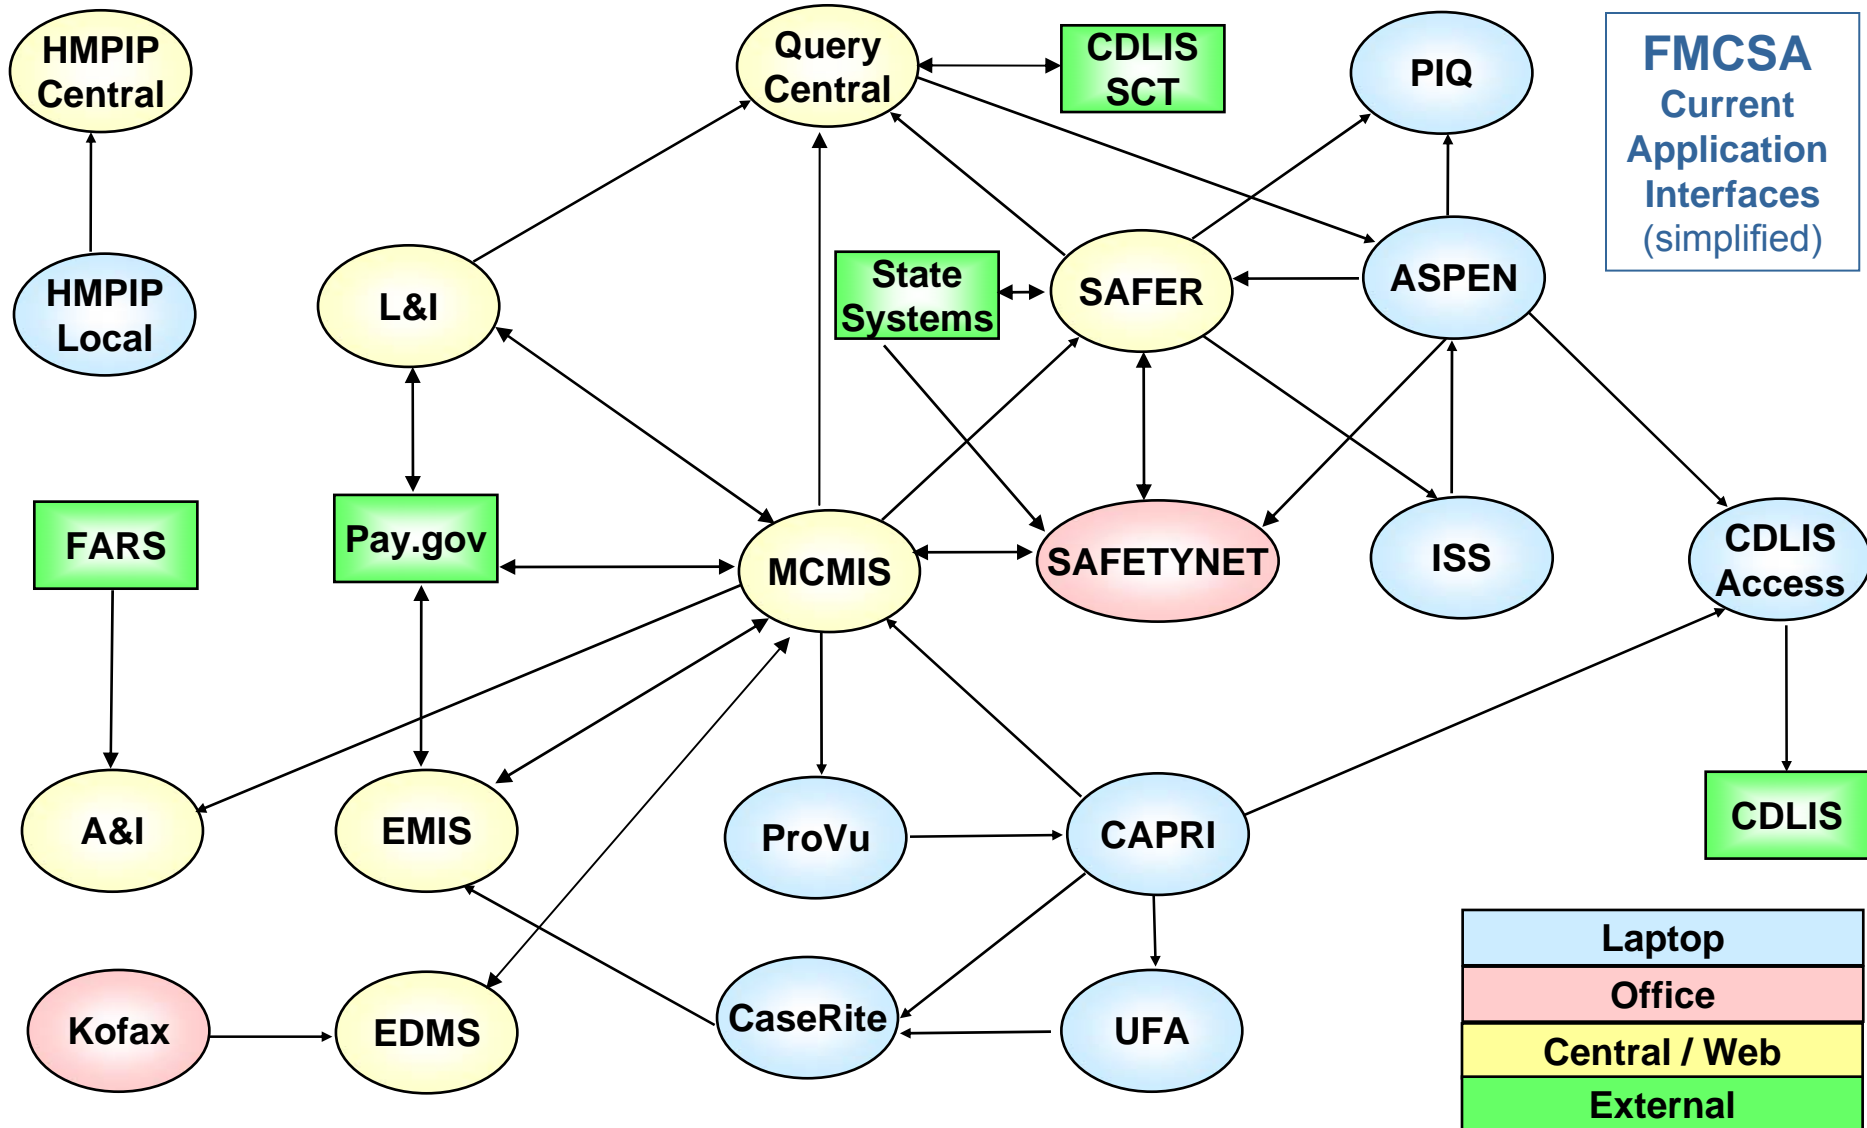 HMPIP
Central
Query
Central
CDLIS
SCT
PIQ
FMCSA
Current
Application
Interfaces
(simplified)
HMPIP
Local
L&I
State
Systems
SAFER
ASPEN
FARS
Pay.gov
MCMIS
SAFETYNET
ISS
CDLIS
Access
A&I
EMIS
ProVu
CAPRI
CDLIS
Kofax
EDMS
CaseRite
UFA
Laptop
Office
Central / Web
External